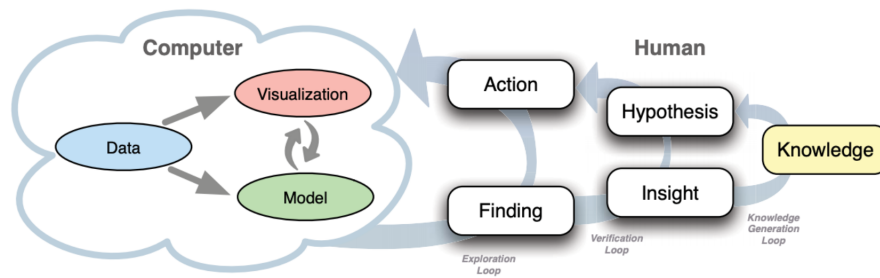 Computer
Human
Visualization
Data
Model
Action
Hypothesis
Knowledge
Finding
Insight
Exploration
Loop
Verification
Loop
Knowledge
Generation
Loop